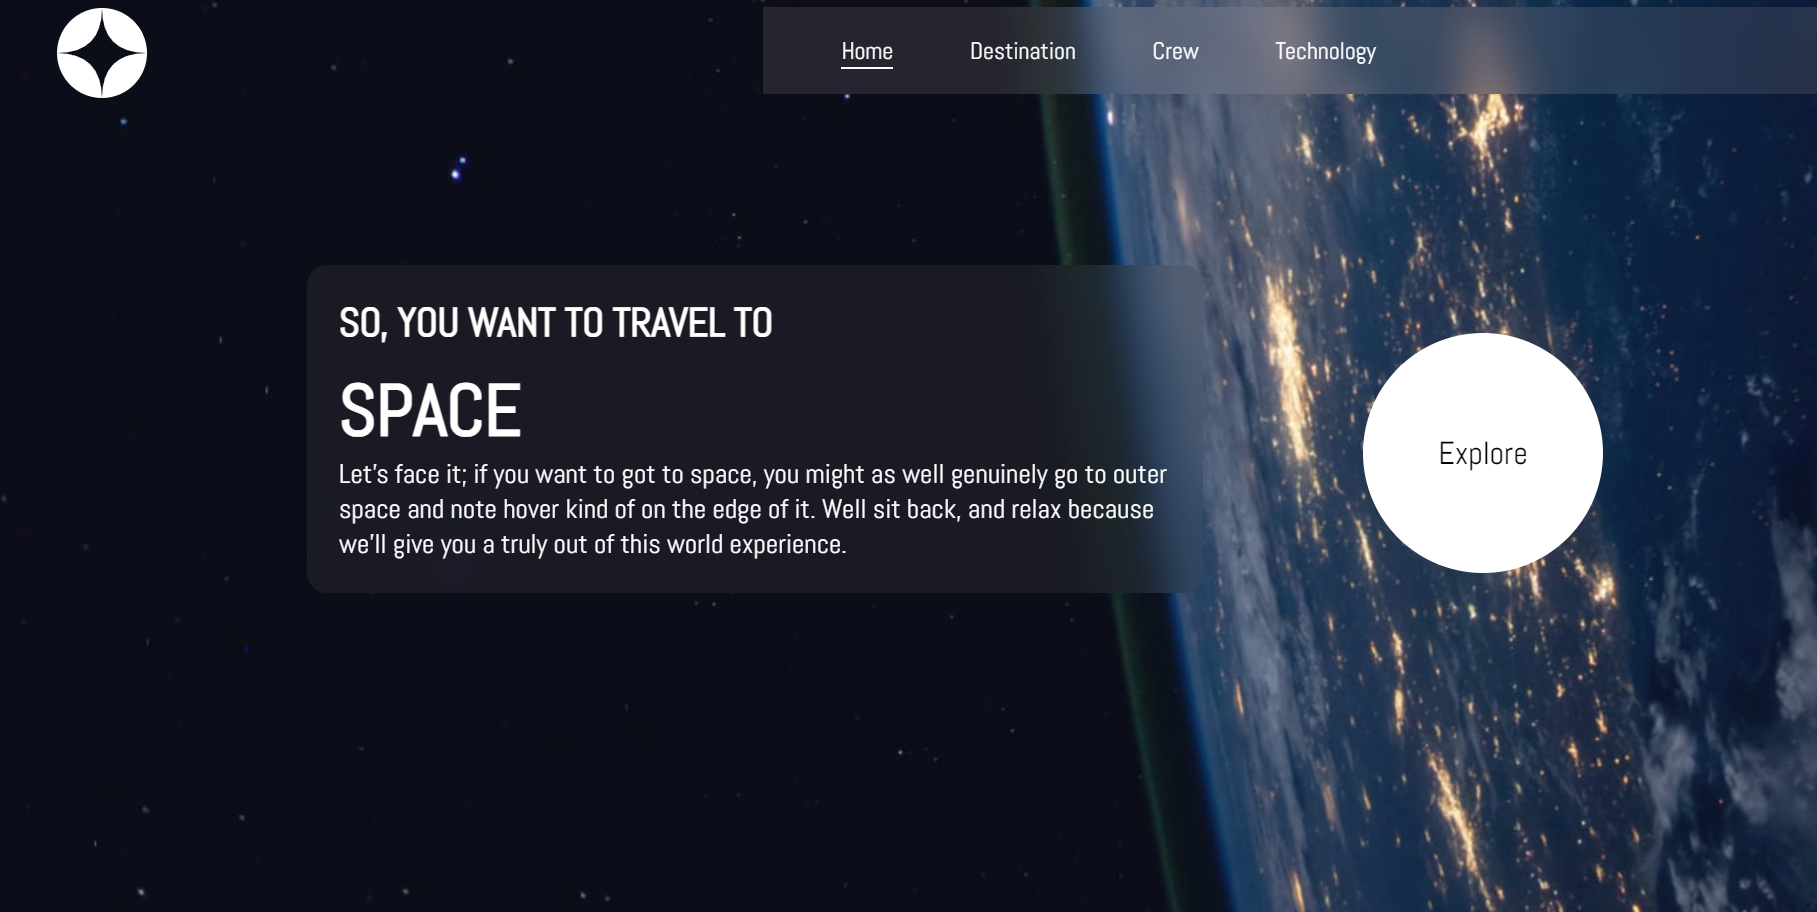 Home Destination Crew Technology
SO, YOU WANT TO TRAVEL TO
SPACE
Let's face it; if you want to got to space, you might as well genuinely go to outer
space and note hover kind of on the edge of it. Well sit back, and relax because
we'll give you a truly out of this world experience.
Explore